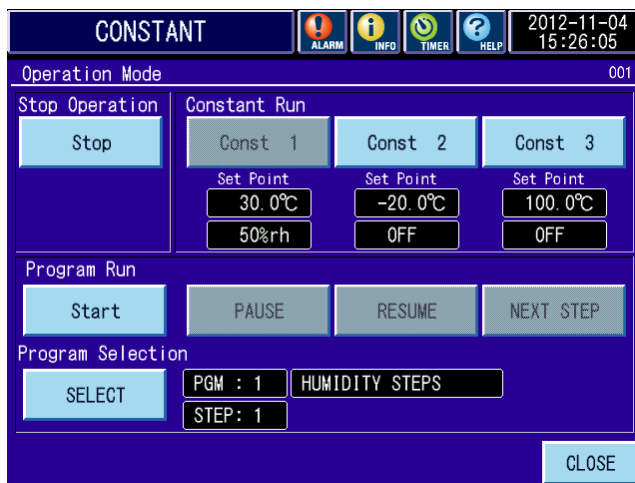 CONSTANT
ALARM
INFO
TIMER
HELP
2012-11-04
15:26:05
Operation Mode
001
Stop Operation
Constant Run
Stop
Const 1
Const 2
Const 3
Set Point
Set Point
Set Point
30.0℃
-20.0℃
100.0℃
50%rh
OFF
OFF
Program Run
Start
PAUSE
RESUME
NEXT STEP
Program Selection
SELECT
PGM : 1
HUMIDITY STEPS
STEP: 1
CLOSE